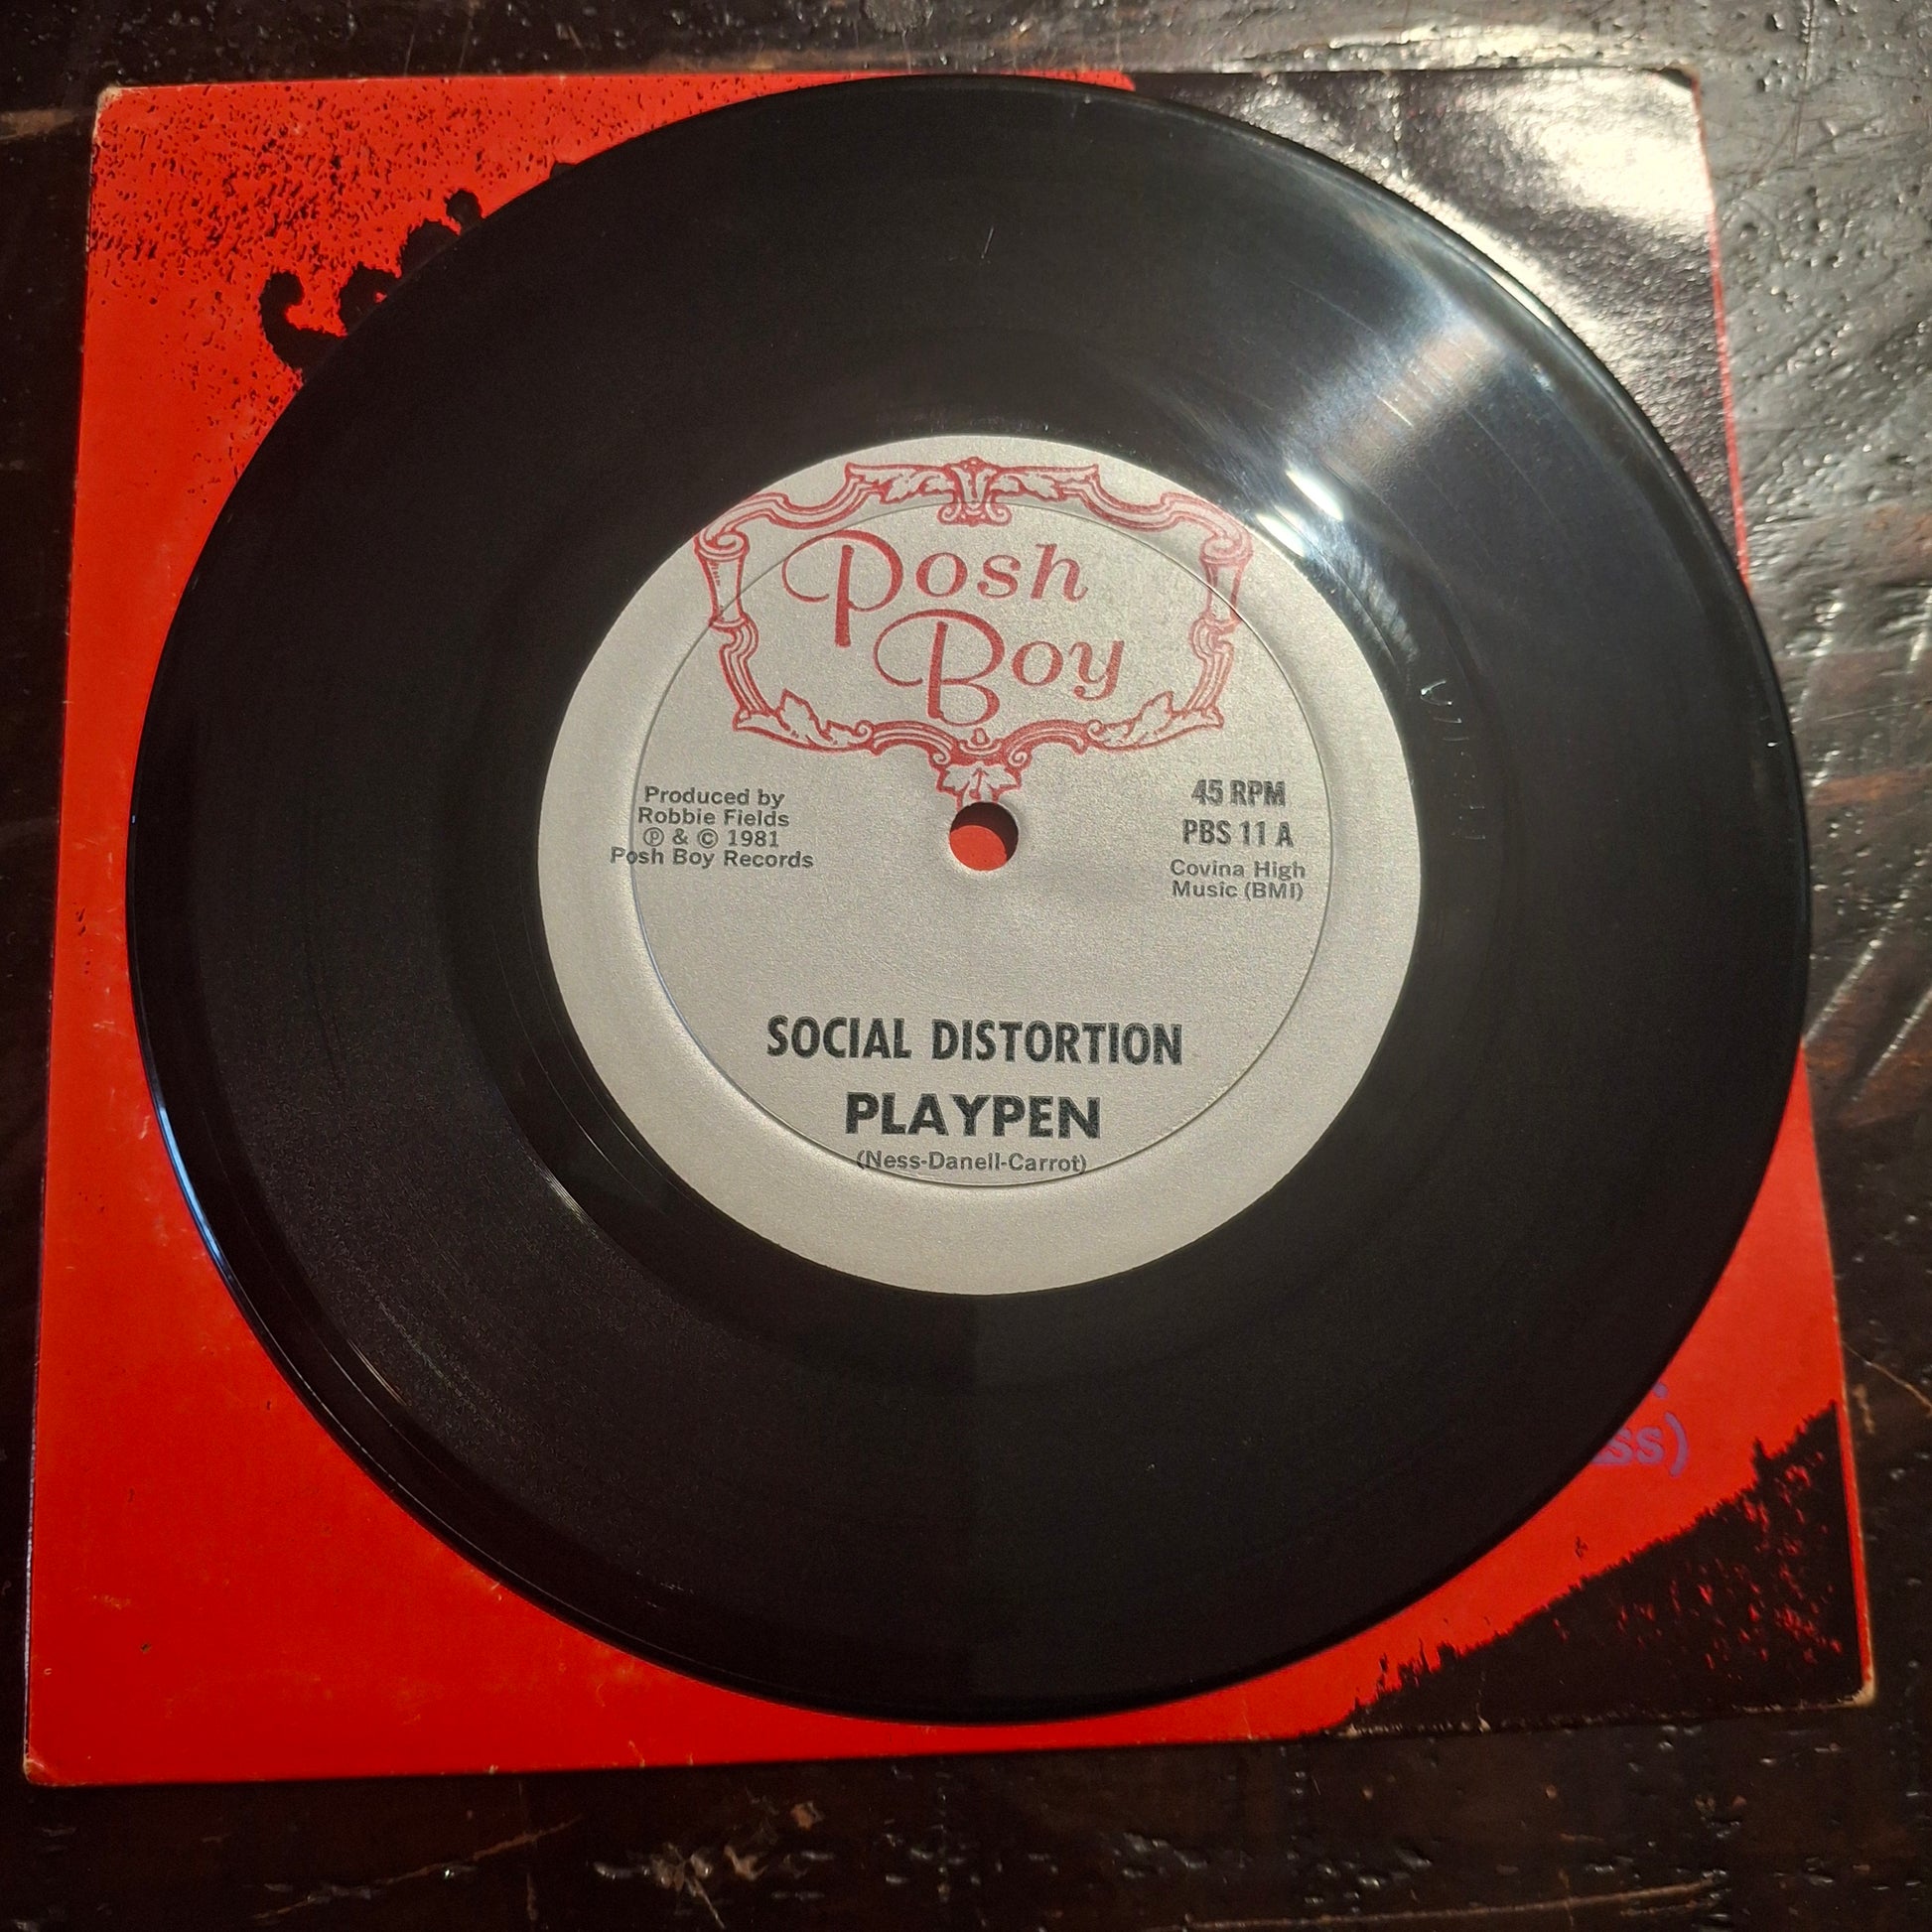 Posh
Boy
Produced by
Robbie Fields
℗ & © 1981
Posh Boy Records
45 RPM
PBS 11 A
Covina High
Music (BMI)
SOCIAL DISTORTION
PLAYPEN
(Ness-Danell-Carrot)